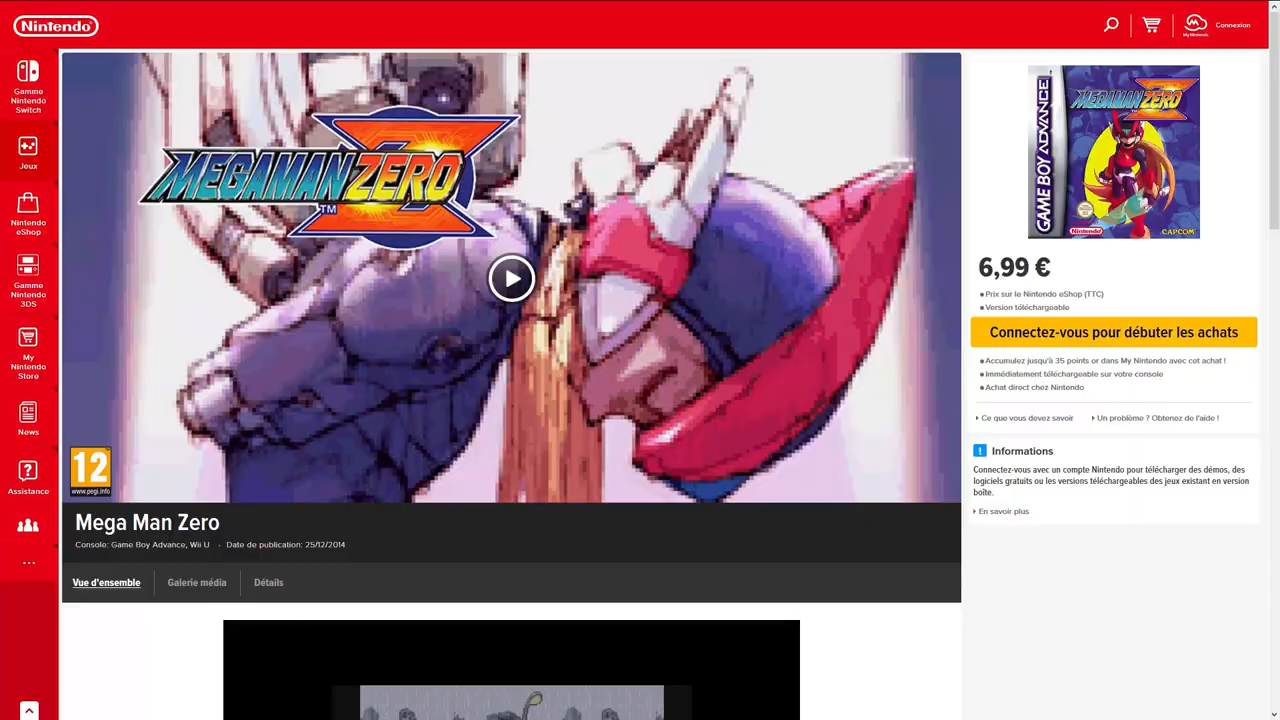 Nintendo
My Nintendo
Connexion
Gamme
Nintendo
Switch
Jeux
Nintendo
eShop
Gamme
Nintendo
3DS
My
Nintendo
Store
News
Assistance
...
MEGAMAN ZERO
TM
12
www.pegi.info
Mega Man Zero
Console: Game Boy Advance, Wii U
Date de publication: 25/12/2014
Vue d'ensemble
Galerie média
Détails
GAME BOY ADVANCE
MEGAMAN ZERO
Nintendo
CAPCOM
6,99 €
Prix sur le Nintendo eShop (TTC)
Version téléchargeable
Connectez-vous pour débuter les achats
Accumulez jusqu'à 35 points or dans My Nintendo avec cet achat !
Immédiatement téléchargeable sur votre console
Achat direct chez Nintendo
Ce que vous devez savoir
Un problème ? Obtenez de l'aide !
! Informations
Connectez-vous avec un compte Nintendo pour télécharger des démos, des
logiciels gratuits ou les versions téléchargeables des jeux existant en version
boîte.
En savoir plus